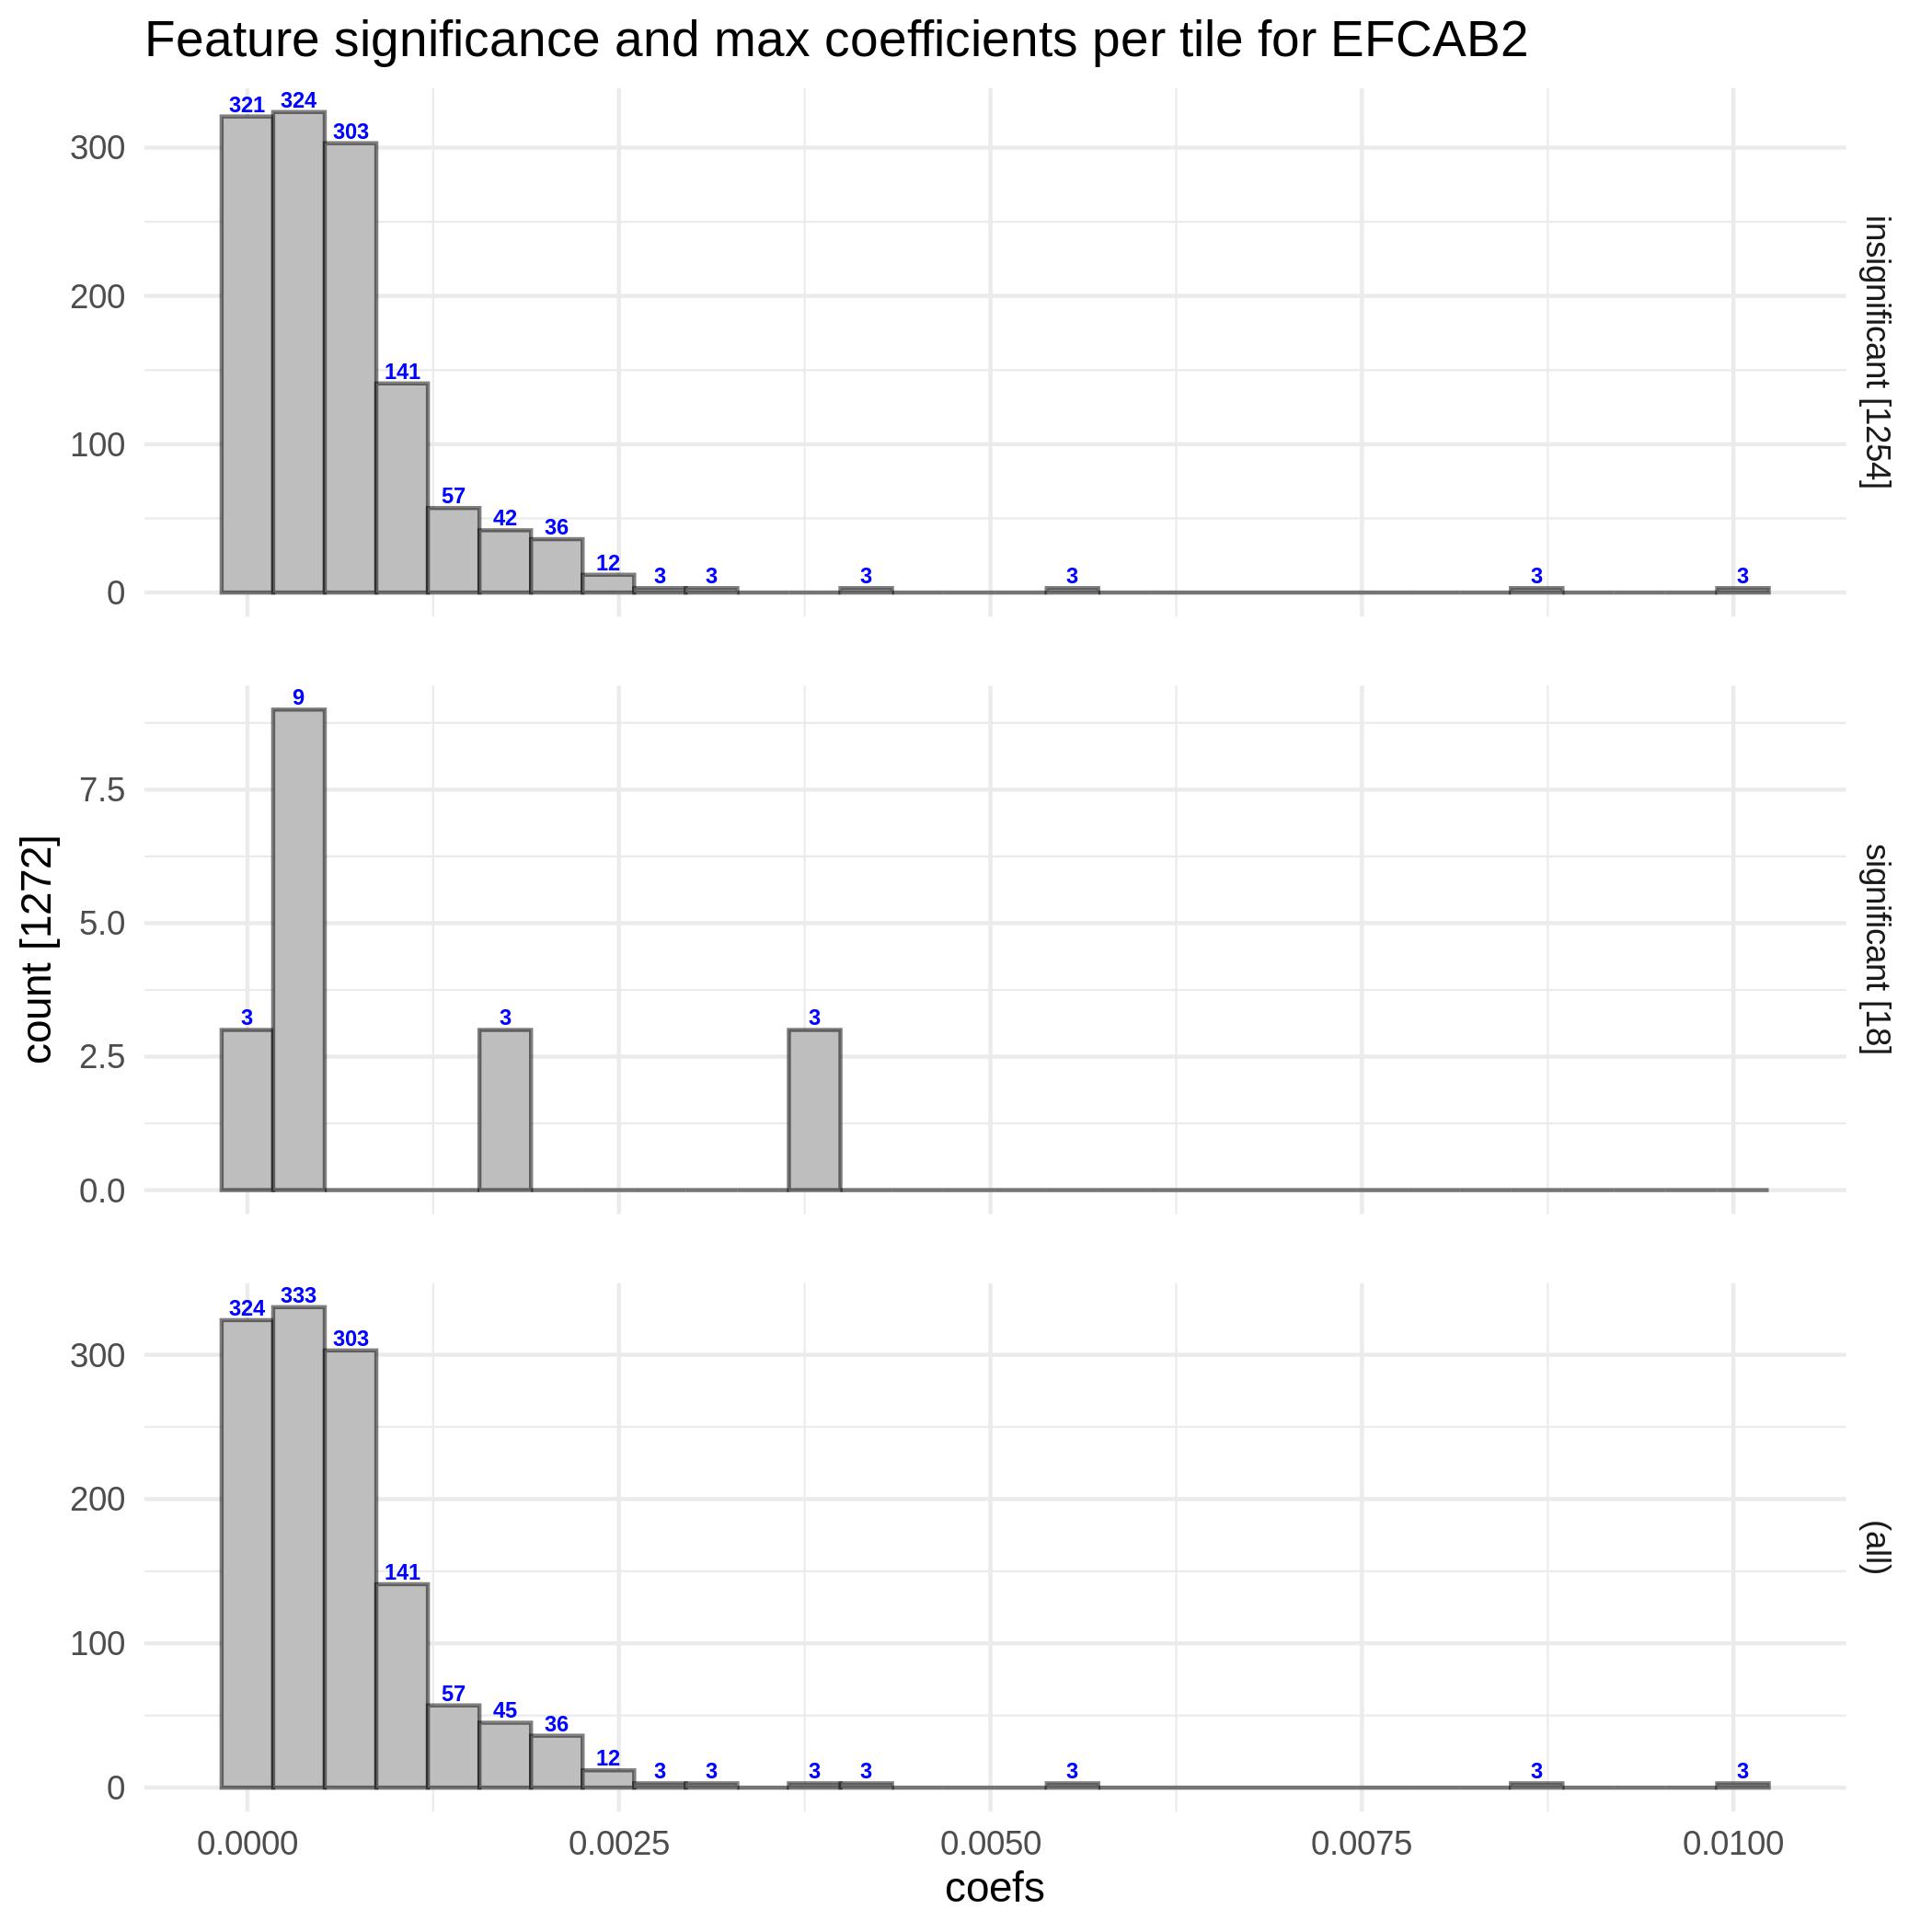 Feature significance and max coefficients per tile for EFCAB2
321 324 303 141 57 42 36 12 3 3 3 3 3 3
300
200
100
0
insignificant [1254]
9 3 3 3
7.5
5.0
2.5
0.0
significant [18]
count [1272]
324 333 303 141 57 45 36 12 3 3 3 3 3 3 3
300
200
100
0
(all)
0.0000 0.0025 0.0050 0.0075 0.0100
coefs